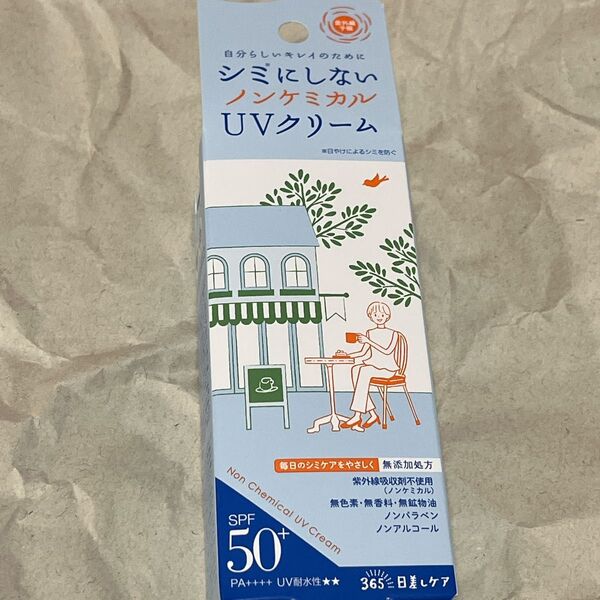 紫外線
予報
自分らしいキレイのために
シミにしない
ノンケミカル
UVクリーム
※日やけによるシミを防ぐ
毎日のシミケアをやさしく 無添加処方
紫外線吸収剤不使用
（ノンケミカル）
無色素・無香料・無鉱物油
ノンパラベン
ノンアルコール
Non Chemical UV Cream
SPF
50+
PA++++ UV耐水性★★
365 日差しケア